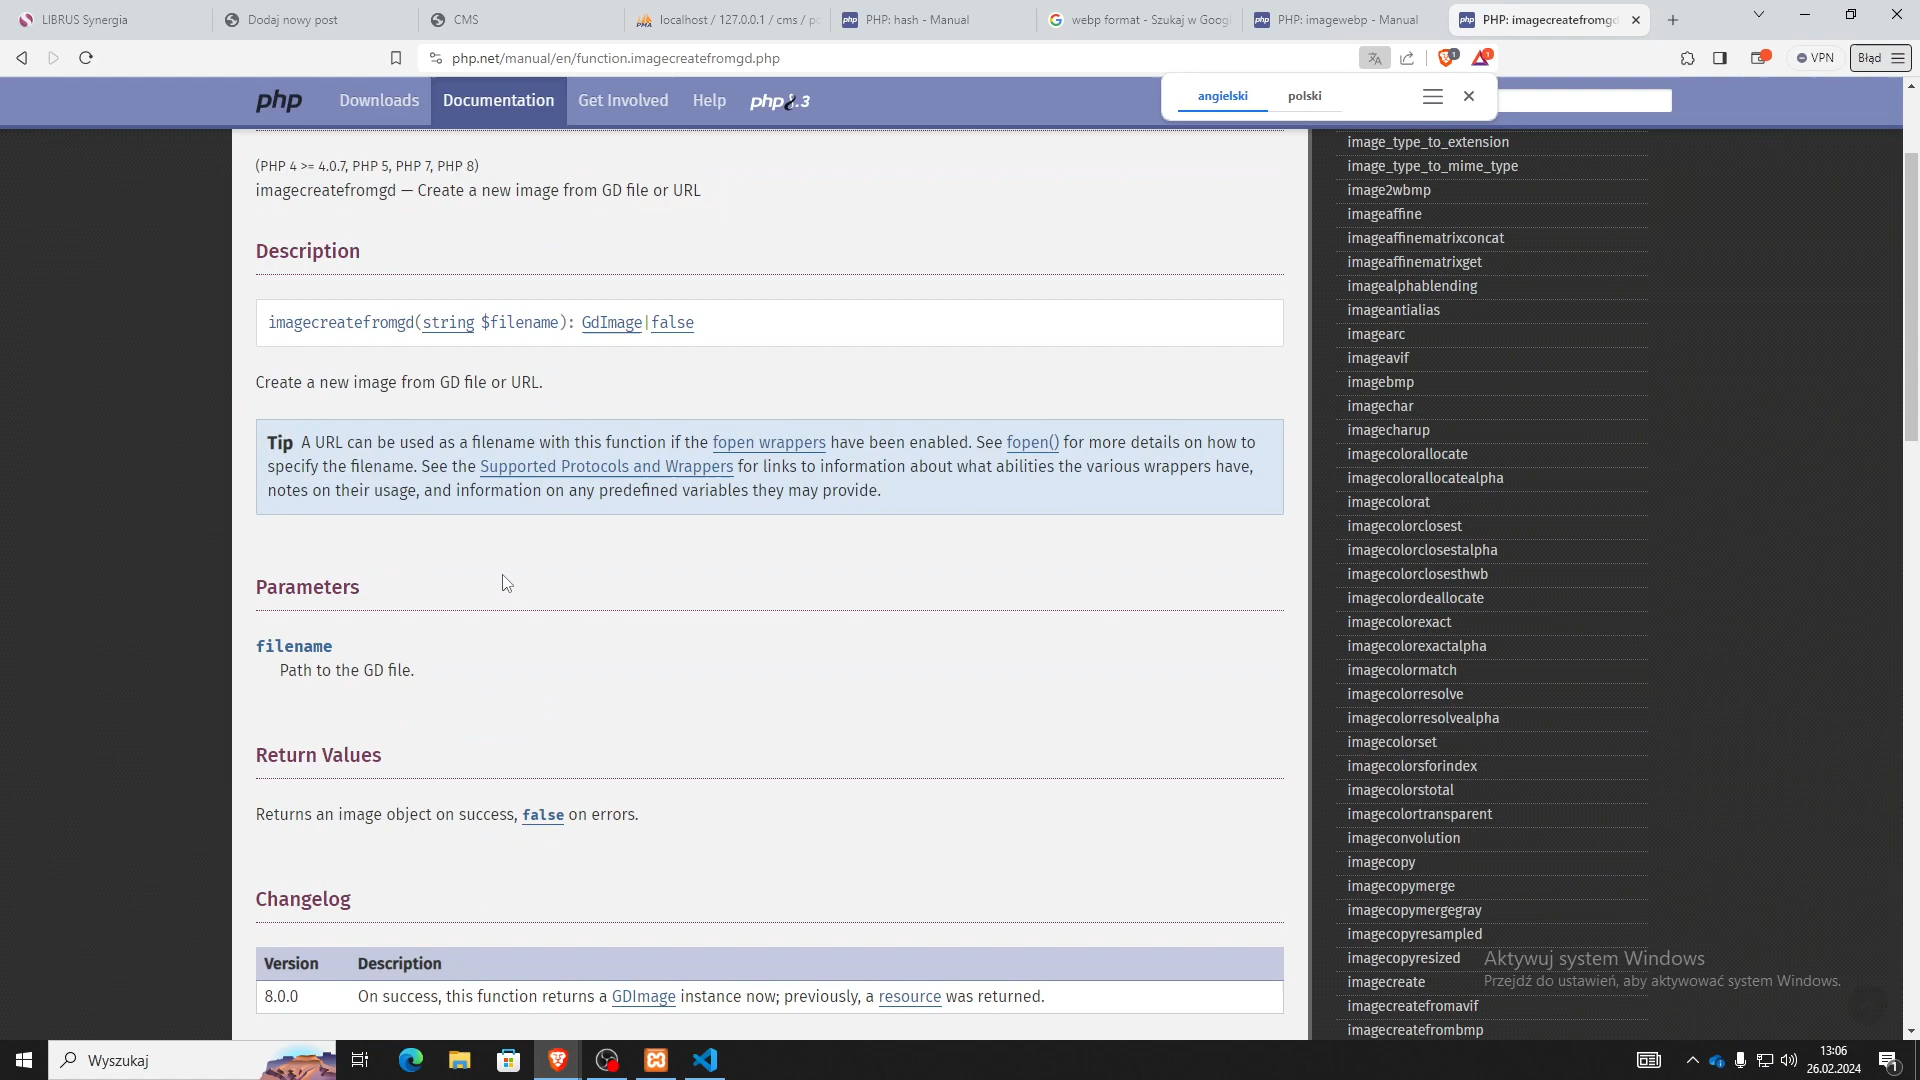 LIBRUS Synergia
Dodaj nowy post
CMS
localhost / 127.0.0.1 / cms / po
PHP: hash - Manual
webp format - Szukaj w Googl
PHP: imagewebp - Manual
PHP: imagecreatefromgd
php.net/manual/en/function.imagecreatefromgd.php
1
1
VPN
Błąd
php
Downloads
Documentation
Get Involved
Help
php8.3
angielski
polski
(PHP 4 >= 4.0.7, PHP 5, PHP 7, PHP 8)
imagecreatefromgd — Create a new image from GD file or URL
Description
imagecreatefromgd(string $filename): GdImage|false
Create a new image from GD file or URL.
Tip A URL can be used as a filename with this function if the fopen wrappers have been enabled. See fopen() for more details on how to
specify the filename. See the Supported Protocols and Wrappers for links to information about what abilities the various wrappers have,
notes on their usage, and information on any predefined variables they may provide.
Parameters
filename
Path to the GD file.
Return Values
Returns an image object on success, false on errors.
Changelog
Version Description
8.0.0 On success, this function returns a GDImage instance now; previously, a resource was returned.
image_type_to_extension
image_type_to_mime_type
image2wbmp
imageaffine
imageaffinematrixconcat
imageaffinematrixget
imagealphablending
imageantialias
imagearc
imageavif
imagebmp
imagechar
imagecharup
imagecolorallocate
imagecolorallocatealpha
imagecolorat
imagecolorclosest
imagecolorclosestalpha
imagecolorclosesthwb
imagecolordeallocate
imagecolorexact
imagecolorexactalpha
imagecolormatch
imagecolorresolve
imagecolorresolvealpha
imagecolorset
imagecolorsforindex
imagecolorstotal
imagecolortransparent
imageconvolution
imagecopy
imagecopymerge
imagecopymergegray
imagecopyresampled
imagecopyresized
imagecreate
imagecreatefromavif
imagecreatefrombmp
Aktywuj system Windows
Przejdź do ustawień, aby aktywować system Windows.
Wyszukaj
13:06
26.02.2024
1